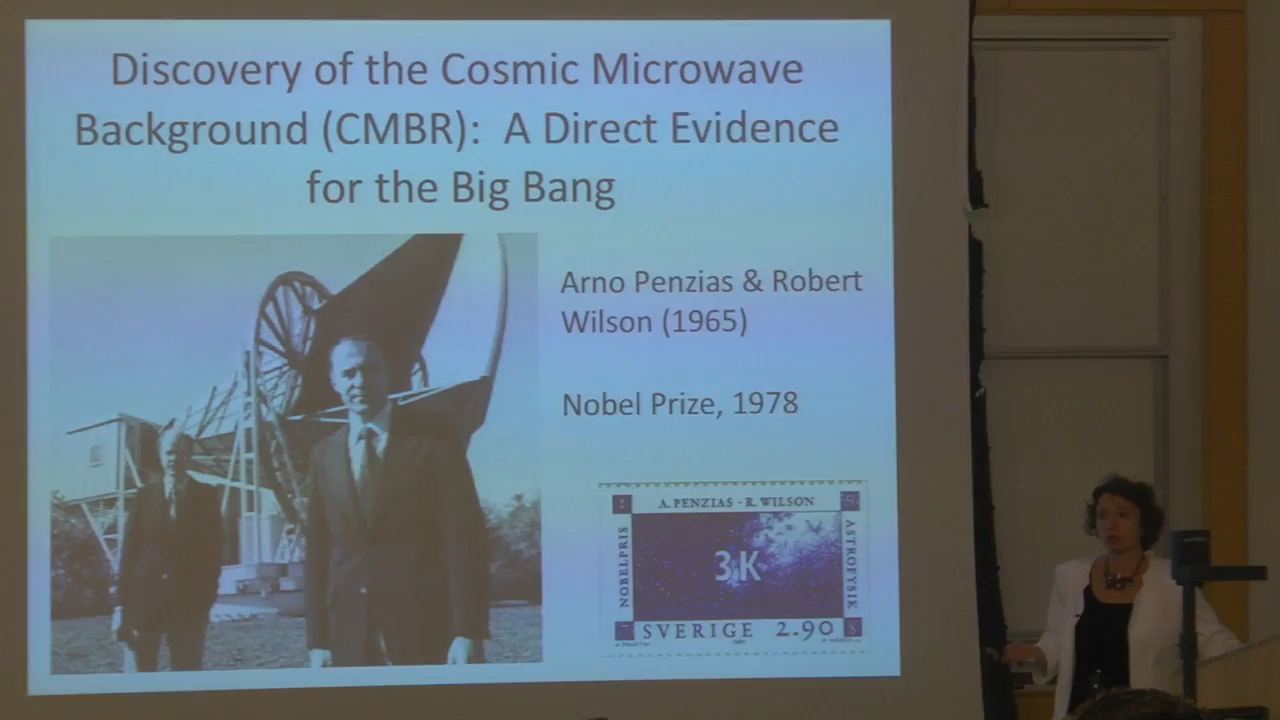 Discovery of the Cosmic Microwave
Background (CMBR): A Direct Evidence
for the Big Bang
Arno Penzias & Robert
Wilson (1965)
Nobel Prize, 1978
A. PENZIAS - R. WILSON
NOBELPRIS
3 K
ASTROFYSIK
SVERIGE 2.90